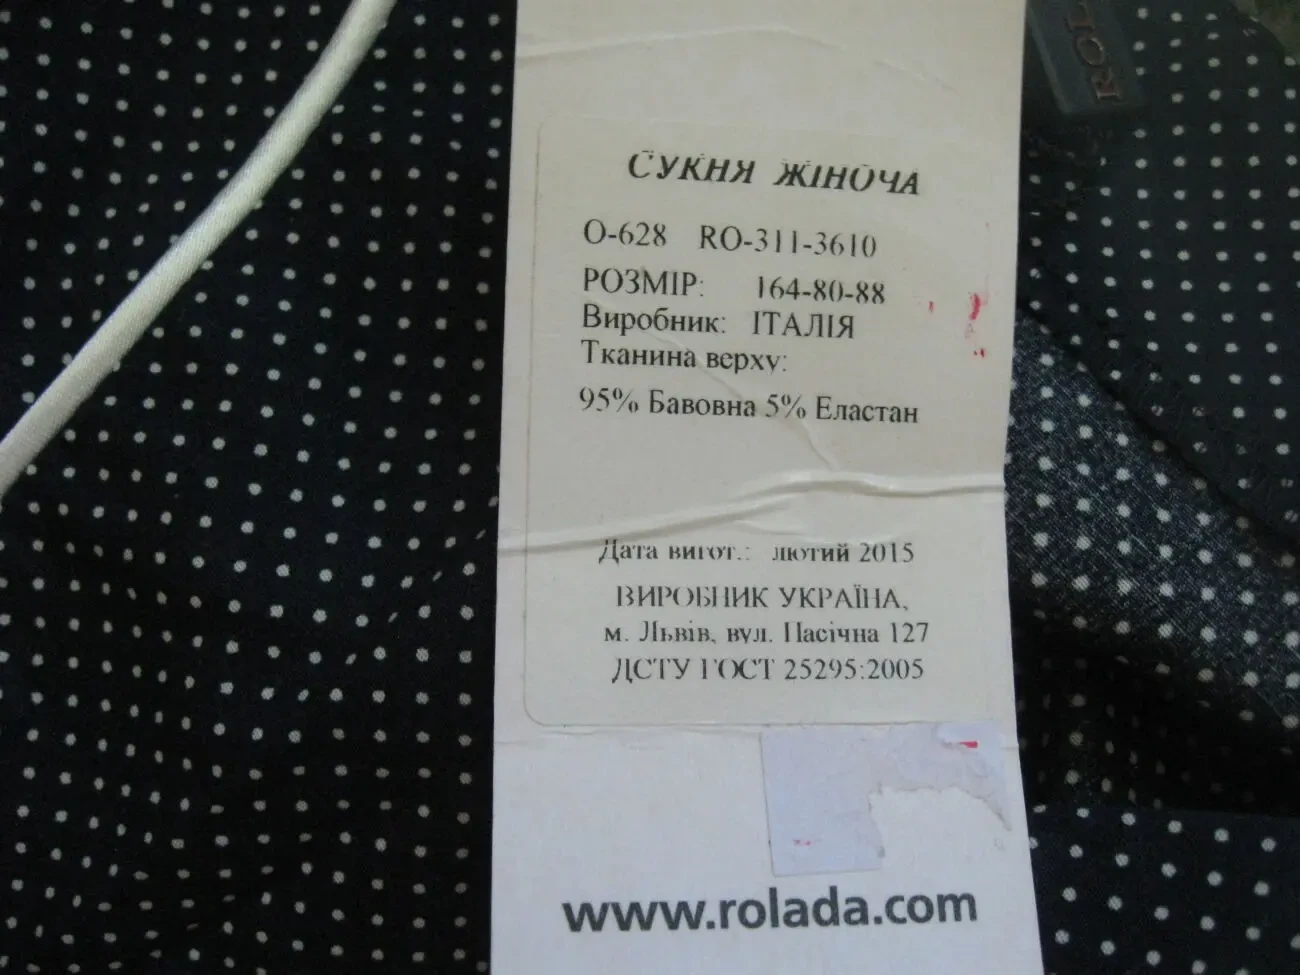 СУКНЯ ЖІНОЧА
О-628 RO-311-3610
РОЗМІР: 164-80-88
Виробник: ІТАЛІЯ
Тканина верху:
95% Бавовна 5% Еластан
Дата вигот.: лютий 2015
ВИРОБНИК УКРАЇНА,
м. Львів, вул. Пасічна 127
ДСТУ ГОСТ 25295:2005
www.rolada.com